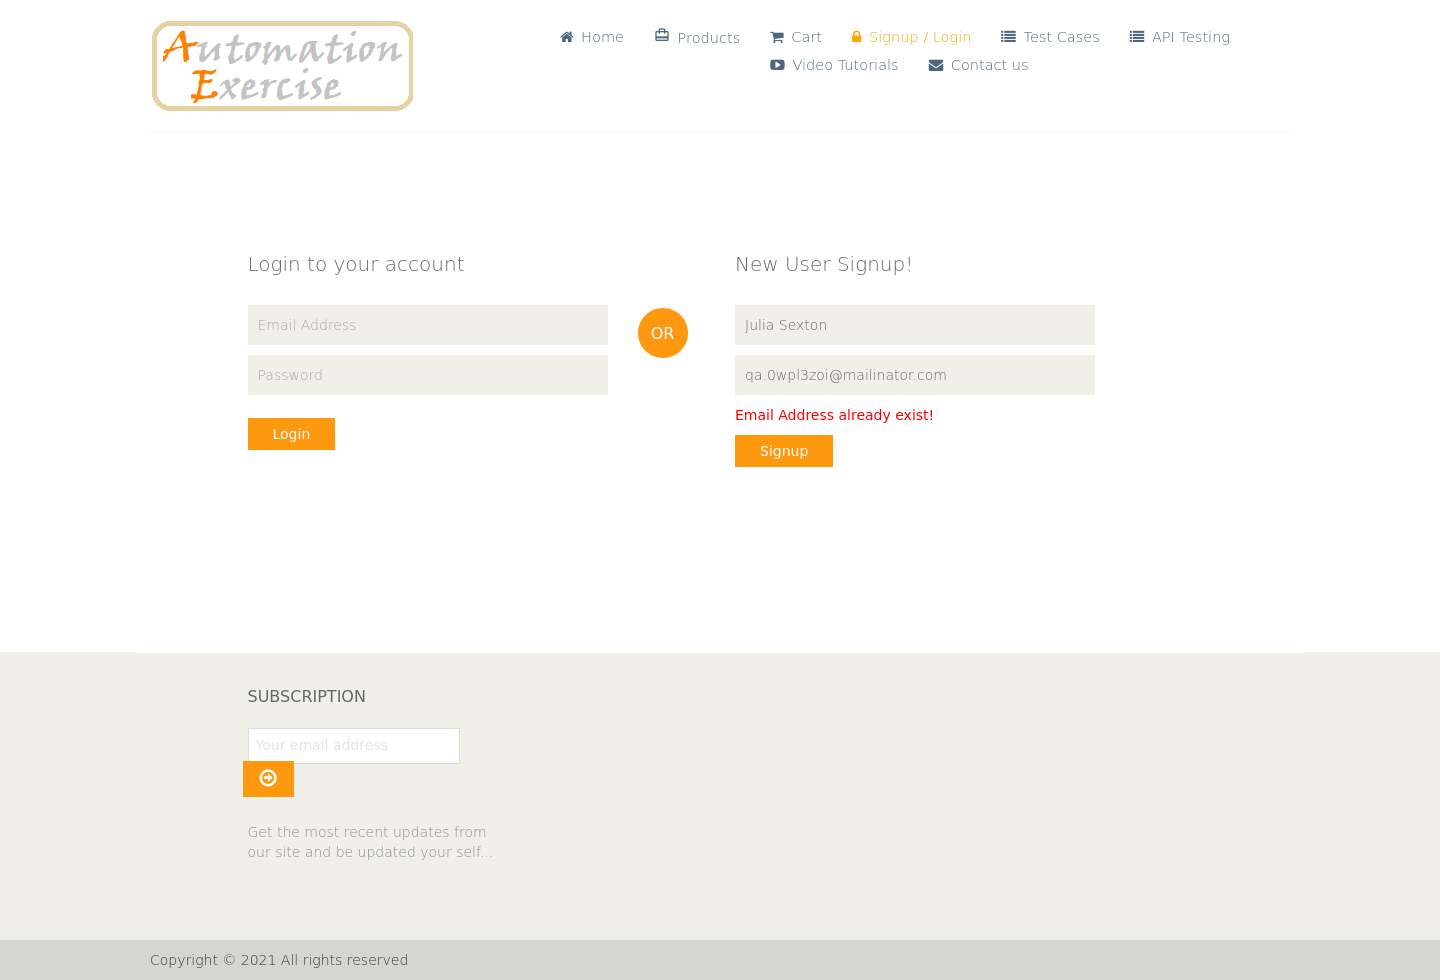 Automation
Exercise
Home
Products
Cart
Signup / Login
Test Cases
API Testing
Video Tutorials
Contact us
Login to your account
Email Address
Password
Login
OR
New User Signup!
Julia Sexton
qa.0wpl3zoi@mailinator.com
Email Address already exist!
Signup
SUBSCRIPTION
Your email address
Get the most recent updates from
our site and be updated your self...
Copyright © 2021 All rights reserved